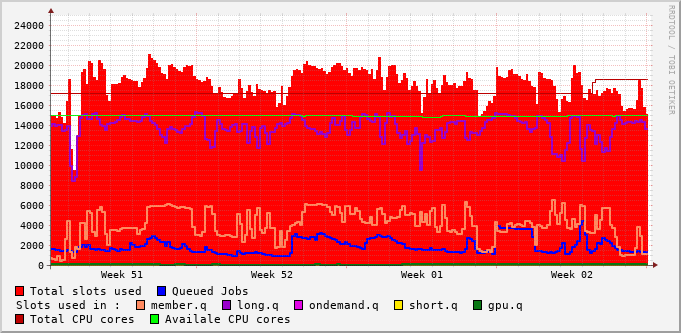 RRDTOOL / TOBI OETIKER
24000
22000
20000
18000
16000
14000
12000
10000
8000
6000
4000
2000
0
Week 51 Week 52 Week 01 Week 02
Total slots used Queued Jobs
Slots used in : member.q long.q ondemand.q short.q gpu.q
Total CPU cores Availale CPU cores